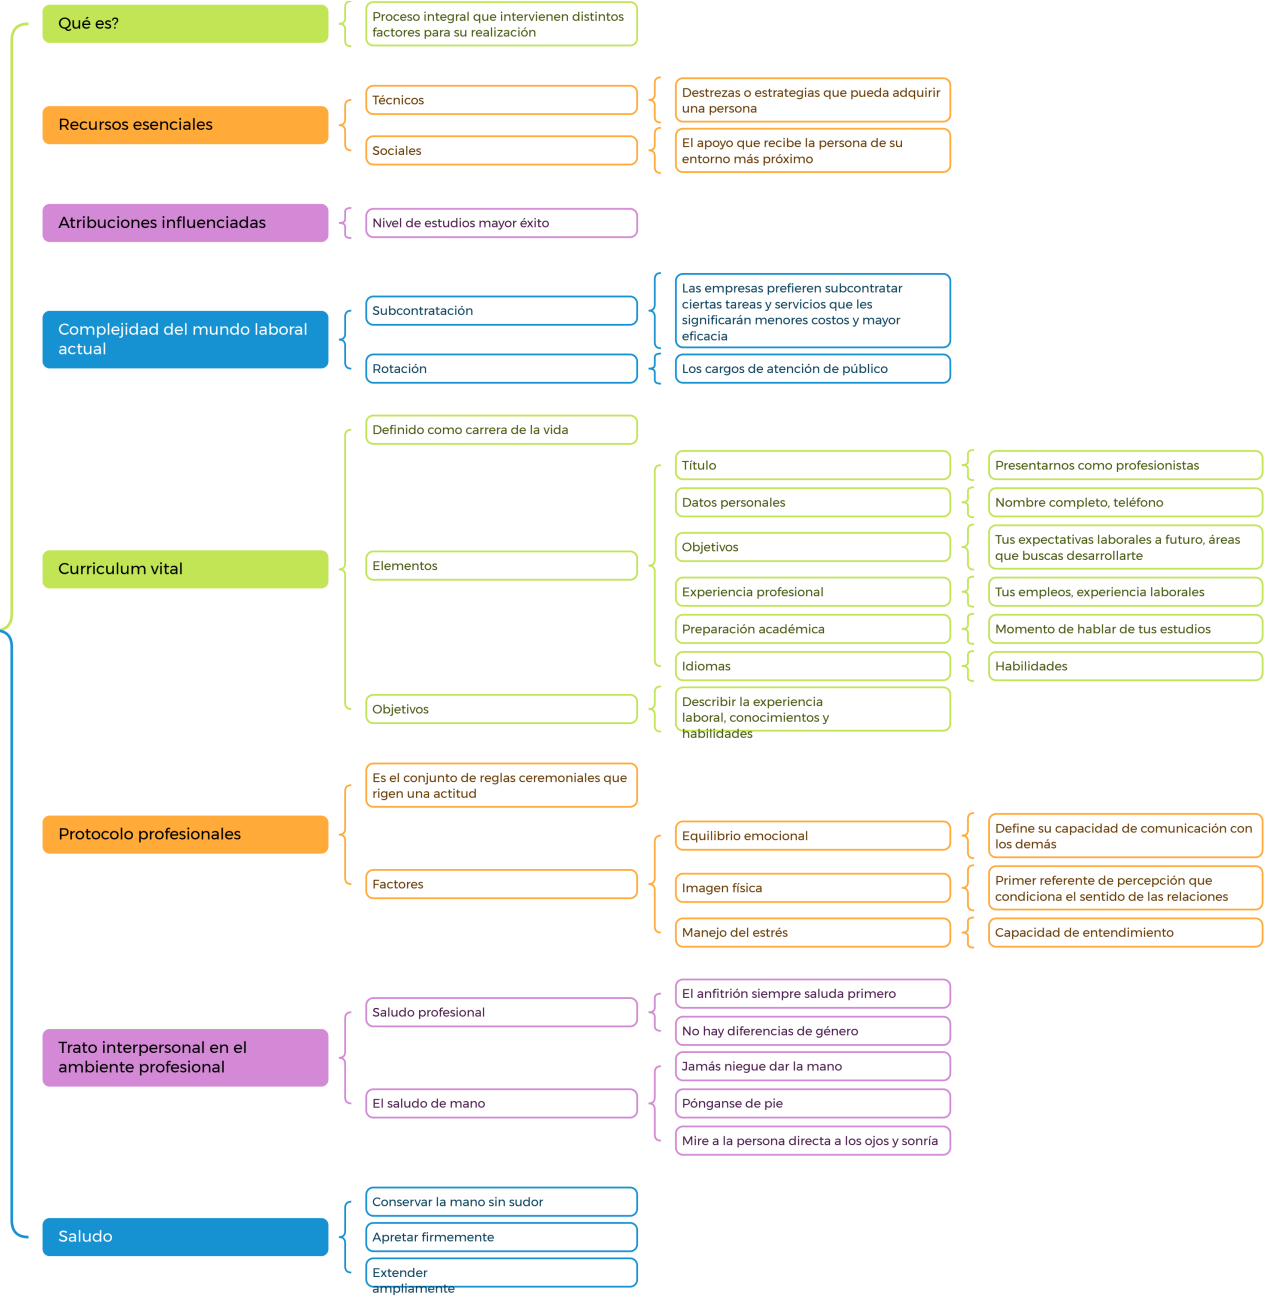 Qué es?
Proceso integral que intervienen distintos
factores para su realización
Recursos esenciales
Técnicos
Destrezas o estrategias que pueda adquirir
una persona
Sociales
El apoyo que recibe la persona de su
entorno más próximo
Atribuciones influenciadas
Nivel de estudios mayor éxito
Complejidad del mundo laboral
actual
Subcontratación
Las empresas prefieren subcontratar
ciertas tareas y servicios que les
significarán menores costos y mayor
eficacia
Rotación
Los cargos de atención de público
Curriculum vital
Definido como carrera de la vida
Elementos
Título
Presentarnos como profesionistas
Datos personales
Nombre completo, teléfono
Objetivos
Tus expectativas laborales a futuro, áreas
que buscas desarrollarte
Experiencia profesional
Tus empleos, experiencia laborales
Preparación académica
Momento de hablar de tus estudios
Idiomas
Habilidades
Objetivos
Describir la experiencia
laboral, conocimientos y
habilidades
Protocolo profesionales
Es el conjunto de reglas ceremoniales que
rigen una actitud
Factores
Equilibrio emocional
Define su capacidad de comunicación con
los demás
Imagen física
Primer referente de percepción que
condiciona el sentido de las relaciones
Manejo del estrés
Capacidad de entendimiento
Trato interpersonal en el
ambiente profesional
Saludo profesional
El anfitrión siempre saluda primero
No hay diferencias de género
El saludo de mano
Jamás niegue dar la mano
Pónganse de pie
Mire a la persona directa a los ojos y sonría
Saludo
Conservar la mano sin sudor
Apretar firmemente
Extender
ampliamente